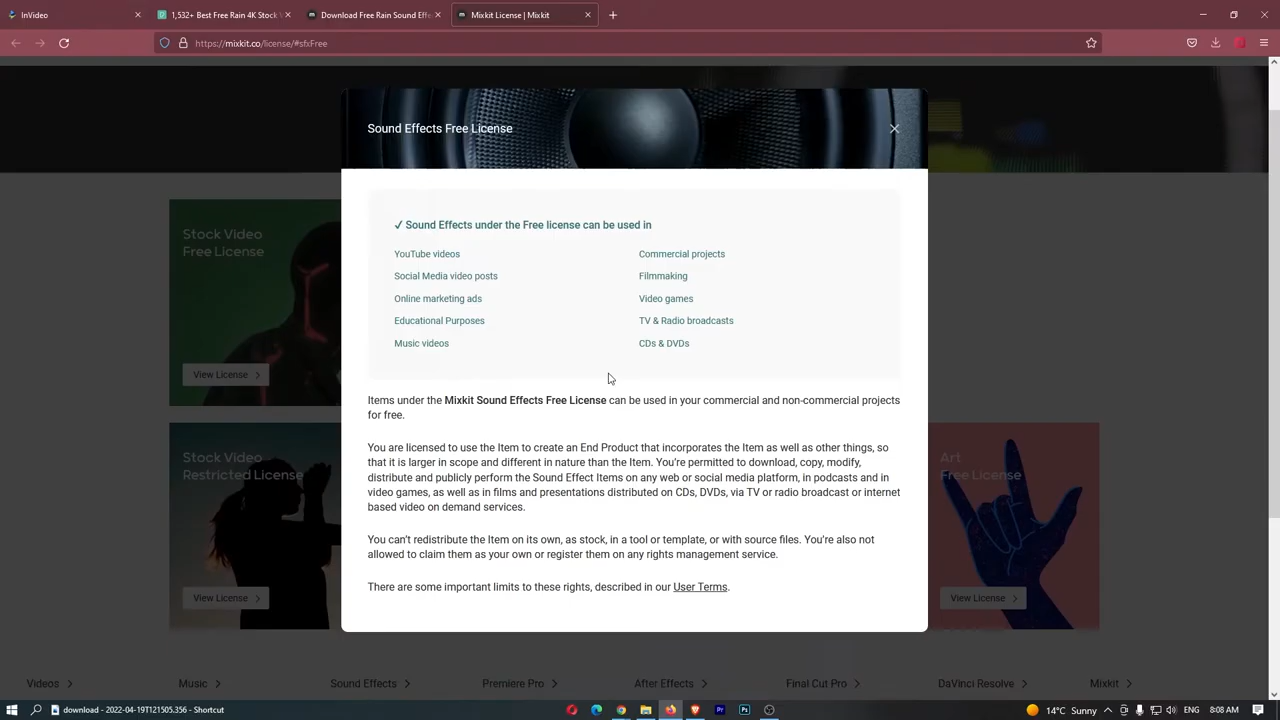 InVideo
1,532+ Best Free Rain 4K Stock V
Download Free Rain Sound Effe
Mixkit License | Mixkit
https://mixkit.co/license/#sfxFree
Sound Effects Free License
✓ Sound Effects under the Free license can be used in
YouTube videos
Commercial projects
Social Media video posts
Filmmaking
Online marketing ads
Video games
Educational Purposes
TV & Radio broadcasts
Music videos
CDs & DVDs
Items under the Mixkit Sound Effects Free License can be used in your commercial and non-commercial projects
for free.
You are licensed to use the Item to create an End Product that incorporates the Item as well as other things, so
that it is larger in scope and different in nature than the Item. You're permitted to download, copy, modify,
distribute and publicly perform the Sound Effect Items on any web or social media platform, in podcasts and in
video games, as well as in films and presentations distributed on CDs, DVDs, via TV or radio broadcast or internet
based video on demand services.
You can't redistribute the Item on its own, as stock, in a tool or template, or with source files. You're also not
allowed to claim them as your own or register them on any rights management service.
There are some important limits to these rights, described in our User Terms.
Stock Video
Free License
View License
Stock Video
Restricted License
View License
Art
Free License
View License
Videos
Music
Sound Effects
Premiere Pro
After Effects
Final Cut Pro
DaVinci Resolve
Mixkit
download - 2022-04-19T121505.356 - Shortcut
Pr
Ps
14°C Sunny
ENG
8:08 AM